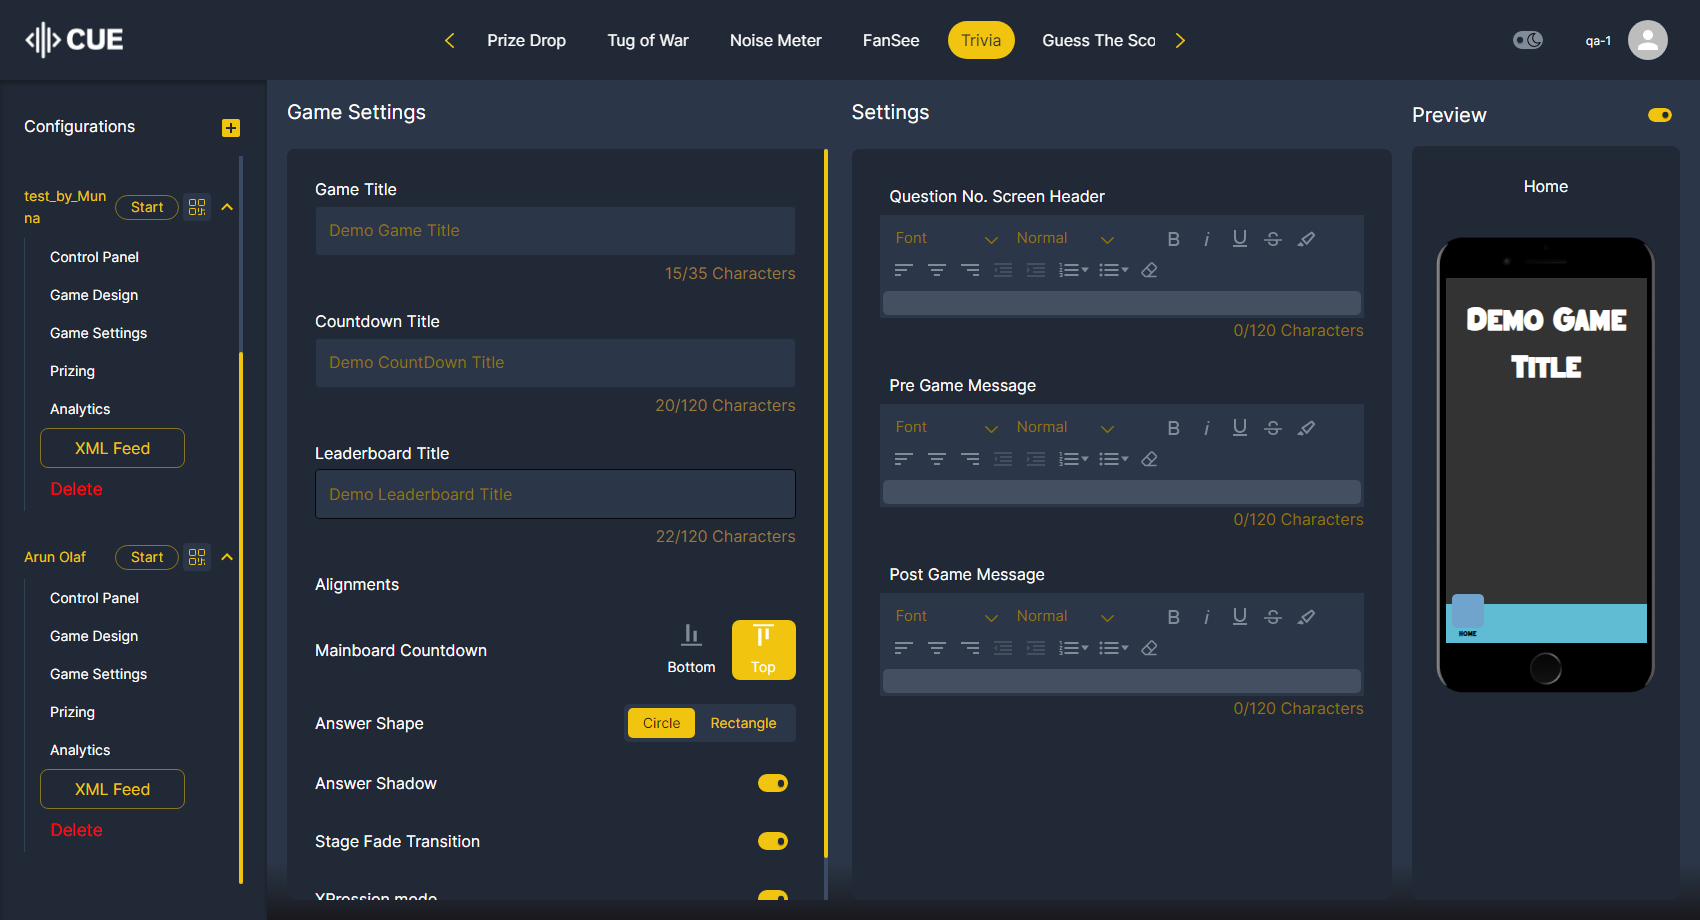 CUE
Prize Drop
Tug of War
Noise Meter
FanSee
Trivia
Guess The Sco
qa-1
Configurations
test_by_Mun
na
Start
Control Panel
Game Design
Game Settings
Prizing
Analytics
XML Feed
Delete
Arun Olaf
Start
Control Panel
Game Design
Game Settings
Prizing
Analytics
XML Feed
Delete
Game Settings
Game Title
Demo Game Title
15/35 Characters
Countdown Title
Demo CountDown Title
20/120 Characters
Leaderboard Title
Demo Leaderboard Title
22/120 Characters
Alignments
Mainboard Countdown
Bottom
Top
Answer Shape
Circle
Rectangle
Answer Shadow
Stage Fade Transition
XPression mode
Settings
Question No. Screen Header
Font
Normal
B i U S
0/120 Characters
Pre Game Message
Font
Normal
B i U S
0/120 Characters
Post Game Message
Font
Normal
B i U S
0/120 Characters
Preview
Home
Demo Game
Title
HOME